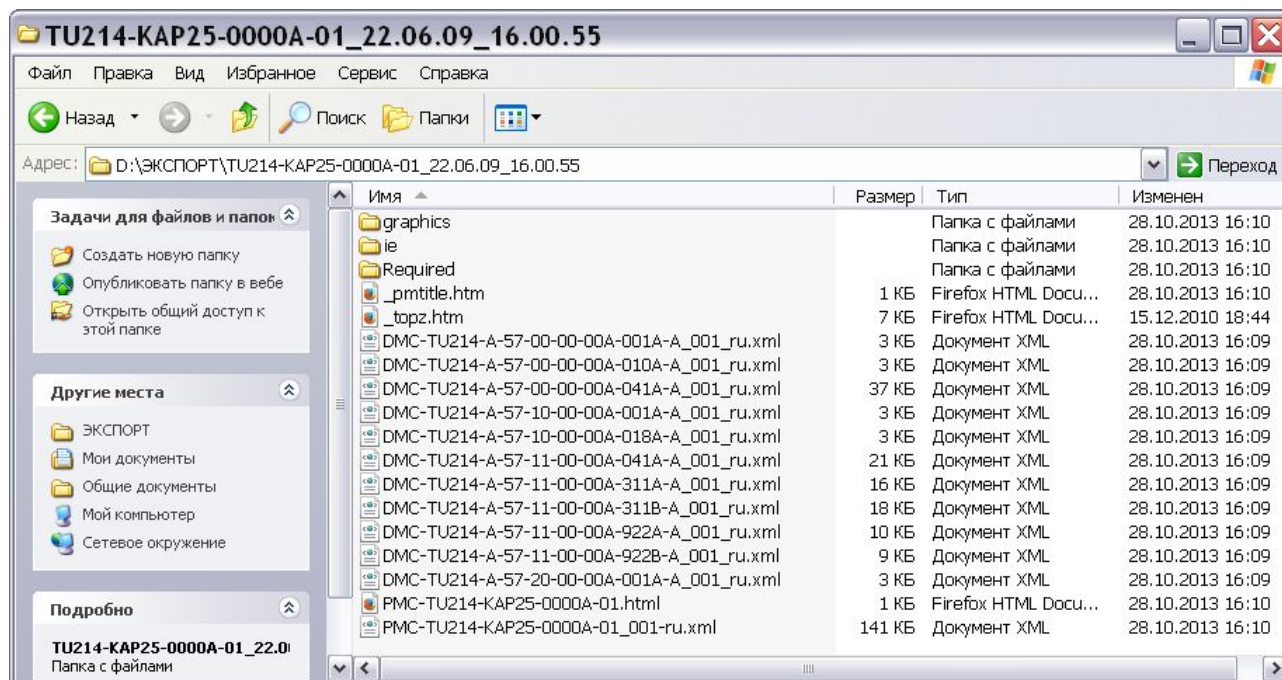 TU214-KAP25-0000A-01_22.06.09_16.00.55
Файл Правка Вид Избранное Сервис Справка
Назад Поиск Папки
Адрес: D:\ЭКСПОРТ\TU214-KAP25-0000A-01_22.06.09_16.00.55 Переход
Задачи для файлов и папок
Создать новую папку
Опубликовать папку в вебе
Открыть общий доступ к
этой папке
Другие места
ЭКСПОРТ
Мои документы
Общие документы
Мой компьютер
Сетевое окружение
Подробно
TU214-KAP25-0000A-01_22.0
Папка с файлами
Имя Размер Тип Изменен
graphics Папка с файлами 28.10.2013 16:10
ie Папка с файлами 28.10.2013 16:10
Required Папка с файлами 28.10.2013 16:10
_pmtitle.htm 1 КБ Firefox HTML Docu... 28.10.2013 16:10
_topz.htm 7 КБ Firefox HTML Docu... 15.12.2010 18:44
DMC-TU214-A-57-00-00-00A-001A-A_001_ru.xml 3 КБ Документ XML 28.10.2013 16:09
DMC-TU214-A-57-00-00-00A-010A-A_001_ru.xml 3 КБ Документ XML 28.10.2013 16:09
DMC-TU214-A-57-00-00-00A-041A-A_001_ru.xml 37 КБ Документ XML 28.10.2013 16:09
DMC-TU214-A-57-10-00-00A-001A-A_001_ru.xml 3 КБ Документ XML 28.10.2013 16:09
DMC-TU214-A-57-10-00-00A-018A-A_001_ru.xml 3 КБ Документ XML 28.10.2013 16:09
DMC-TU214-A-57-11-00-00A-041A-A_001_ru.xml 21 КБ Документ XML 28.10.2013 16:09
DMC-TU214-A-57-11-00-00A-311A-A_001_ru.xml 16 КБ Документ XML 28.10.2013 16:09
DMC-TU214-A-57-11-00-00A-311B-A_001_ru.xml 18 КБ Документ XML 28.10.2013 16:09
DMC-TU214-A-57-11-00-00A-922A-A_001_ru.xml 10 КБ Документ XML 28.10.2013 16:09
DMC-TU214-A-57-11-00-00A-922B-A_001_ru.xml 9 КБ Документ XML 28.10.2013 16:09
DMC-TU214-A-57-20-00-00A-001A-A_001_ru.xml 3 КБ Документ XML 28.10.2013 16:09
PMC-TU214-KAP25-0000A-01.html 1 КБ Firefox HTML Docu... 28.10.2013 16:10
PMC-TU214-KAP25-0000A-01_001-ru.xml 141 КБ Документ XML 28.10.2013 16:10